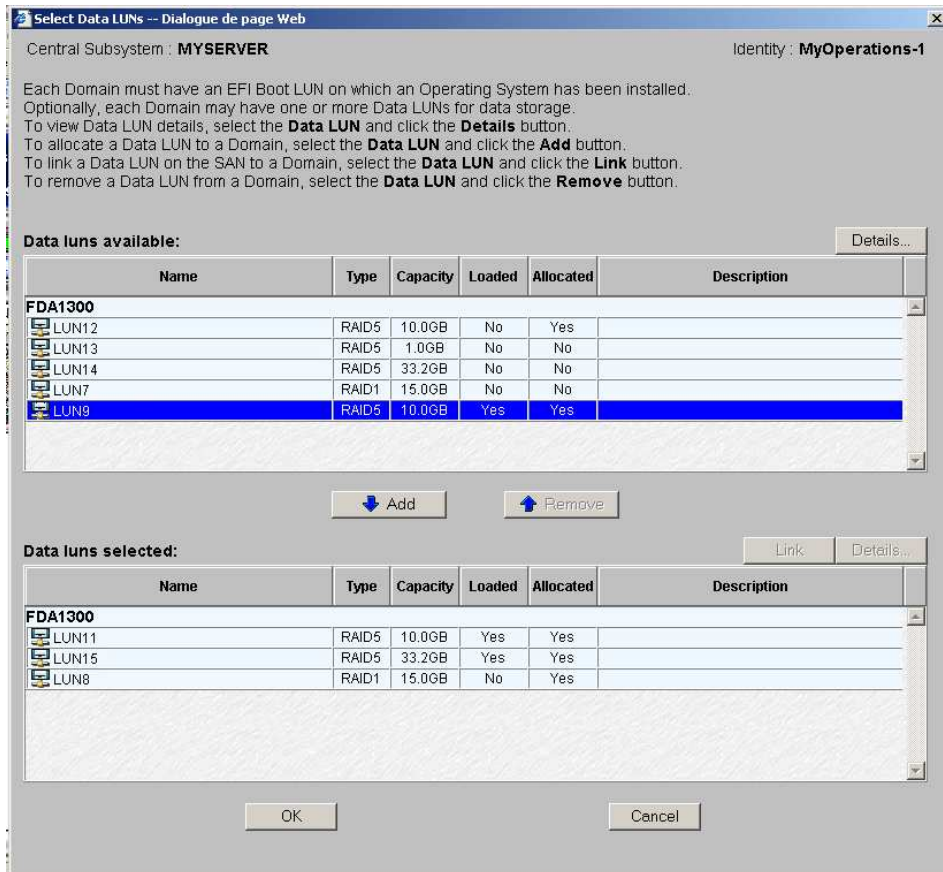 Select Data LUNs -- Dialogue de page Web
Central Subsystem : MYSERVER Identity : MyOperations-1
Each Domain must have an EFI Boot LUN on which an Operating System has been installed.
Optionally, each Domain may have one or more Data LUNs for data storage.
To view Data LUN details, select the Data LUN and click the Details button.
To allocate a Data LUN to a Domain, select the Data LUN and click the Add button.
To link a Data LUN on the SAN to a Domain, select the Data LUN and click the Link button.
To remove a Data LUN from a Domain, select the Data LUN and click the Remove button.
Data luns available: Details...
Name Type Capacity Loaded Allocated Description
FDA1300
LUN12 RAID5 10.0GB No Yes
LUN13 RAID5 1.0GB No No
LUN14 RAID5 33.2GB No No
LUN7 RAID1 15.0GB No No
LUN9 RAID5 10.0GB Yes Yes
Add Remove
Data luns selected: Link Details...
Name Type Capacity Loaded Allocated Description
FDA1300
LUN11 RAID5 10.0GB Yes Yes
LUN15 RAID5 33.2GB Yes Yes
LUN8 RAID1 15.0GB No Yes
OK Cancel